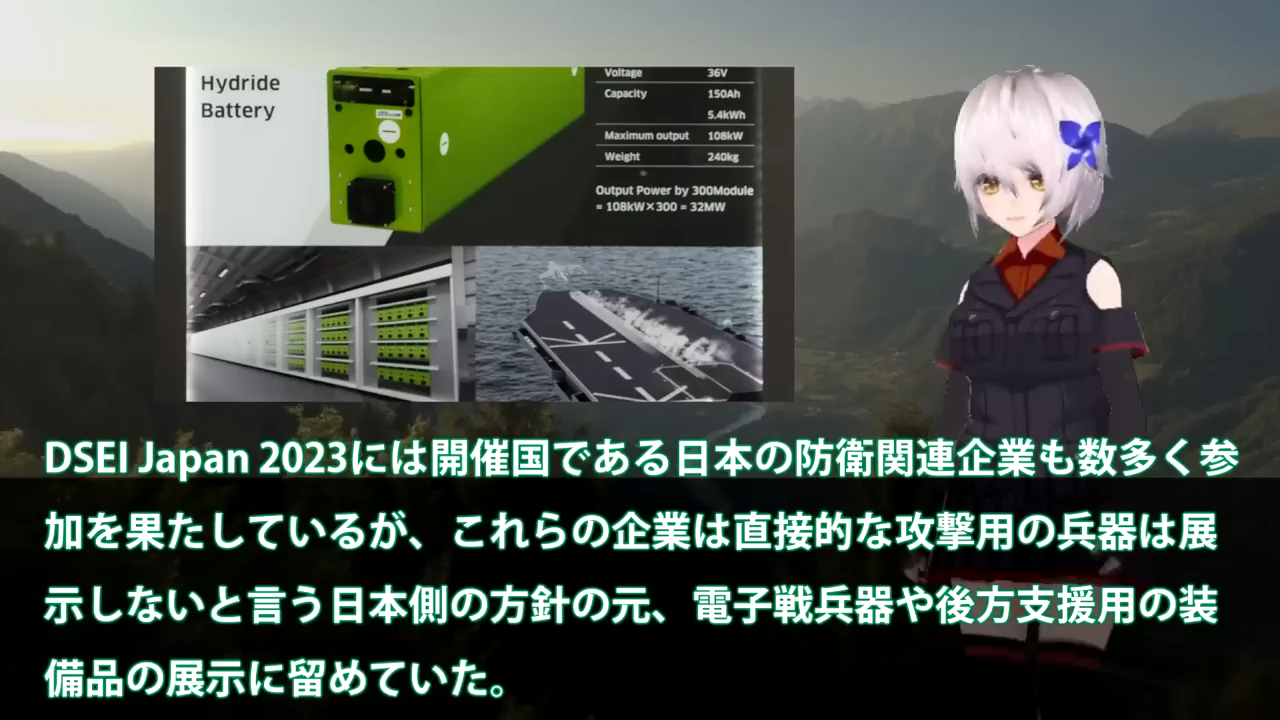 Hydride
Battery
Voltage 36V
Capacity 150Ah
5.4kWh
Maximum output 108kW
Weight 240kg
Output Power by 300Module
= 108kW×300 = 32MW
DSEI Japan 2023には開催国である日本の防衛関連企業も数多く参
加を果たしているが、これらの企業は直接的な攻撃用の兵器は展
示しないと言う日本側の方針の元、電子戦兵器や後方支援用の装
備品の展示に留めていた。